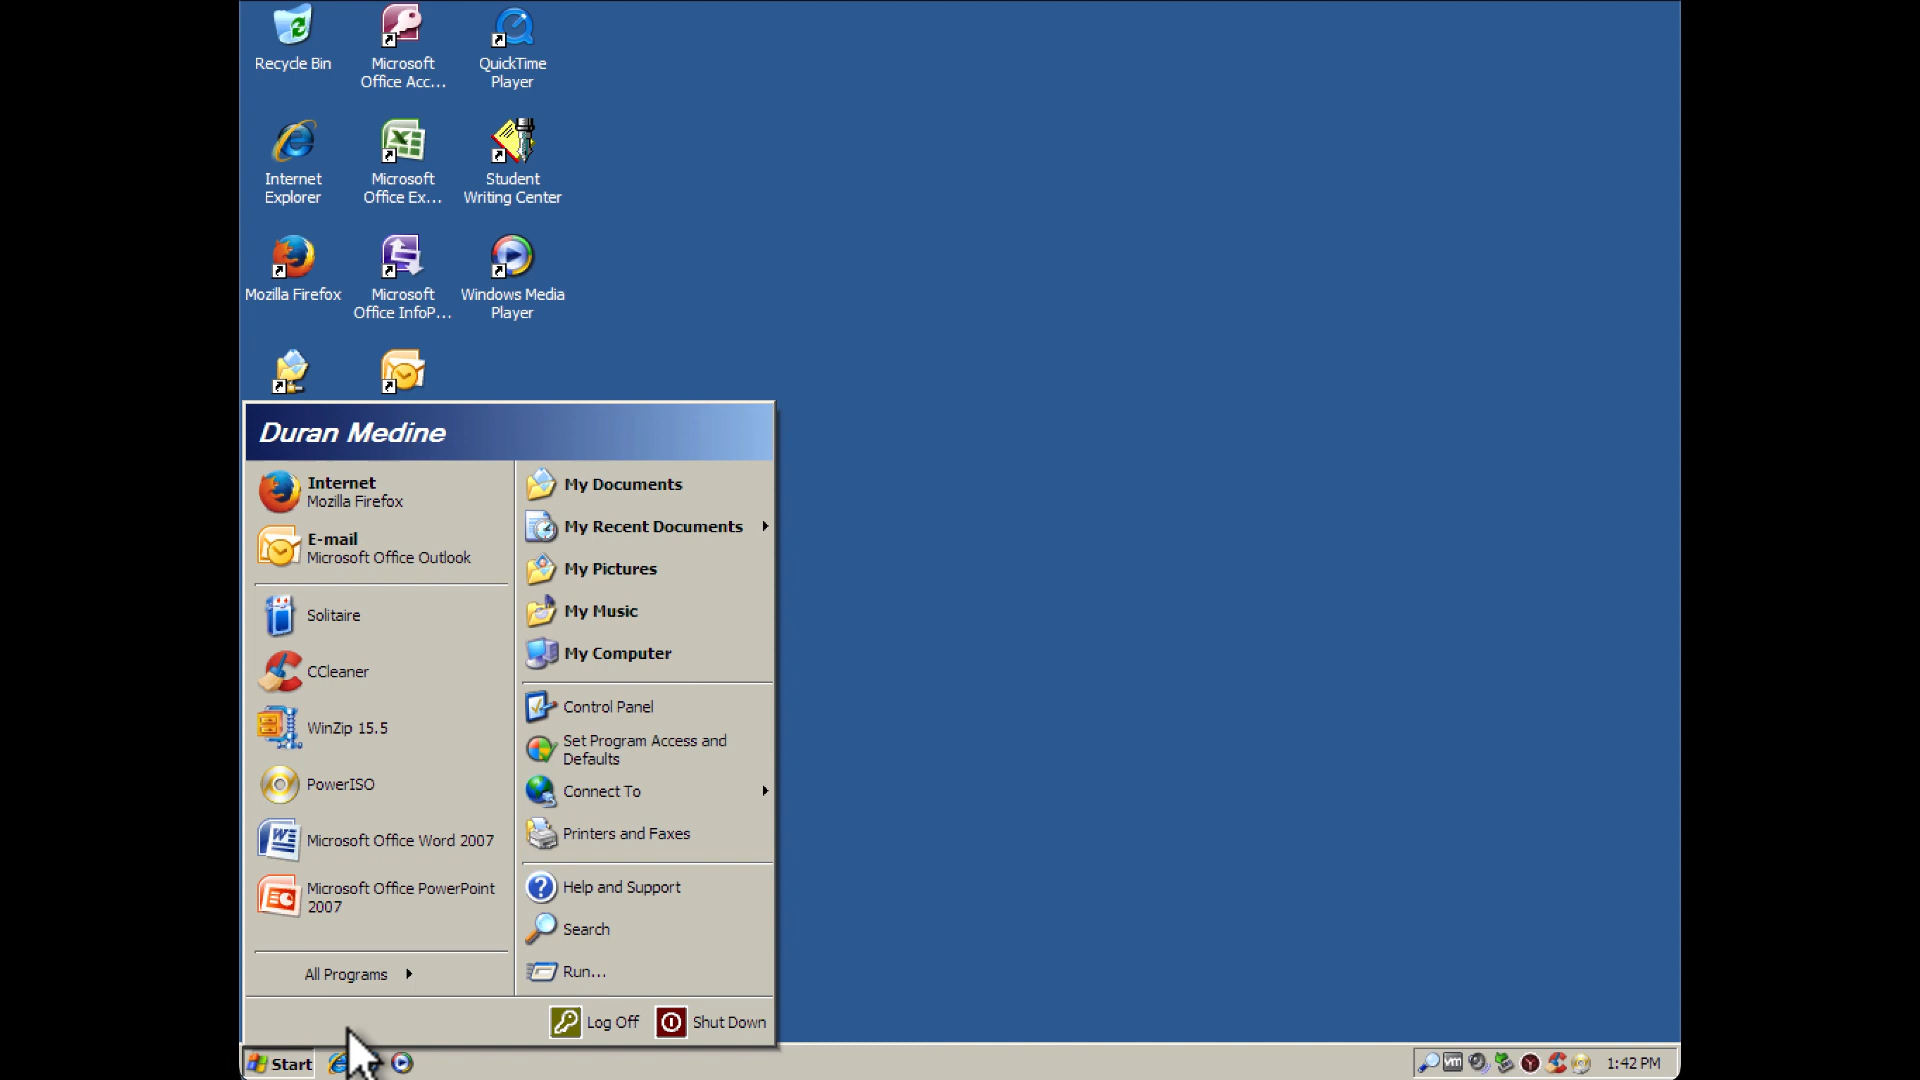 Recycle Bin
Microsoft
Office Acc...
QuickTime
Player
Internet
Explorer
Microsoft
Office Ex...
Student
Writing Center
Mozilla Firefox
Microsoft
Office InfoP...
Windows Media
Player
Duran Medine
Internet
Mozilla Firefox
E-mail
Microsoft Office Outlook
Solitaire
CCleaner
WinZip 15.5
PowerISO
Microsoft Office Word 2007
Microsoft Office PowerPoint
2007
All Programs
My Documents
My Recent Documents
My Pictures
My Music
My Computer
Control Panel
Set Program Access and
Defaults
Connect To
Printers and Faxes
Help and Support
Search
Run...
Log Off
Shut Down
Start
vm
1:42 PM